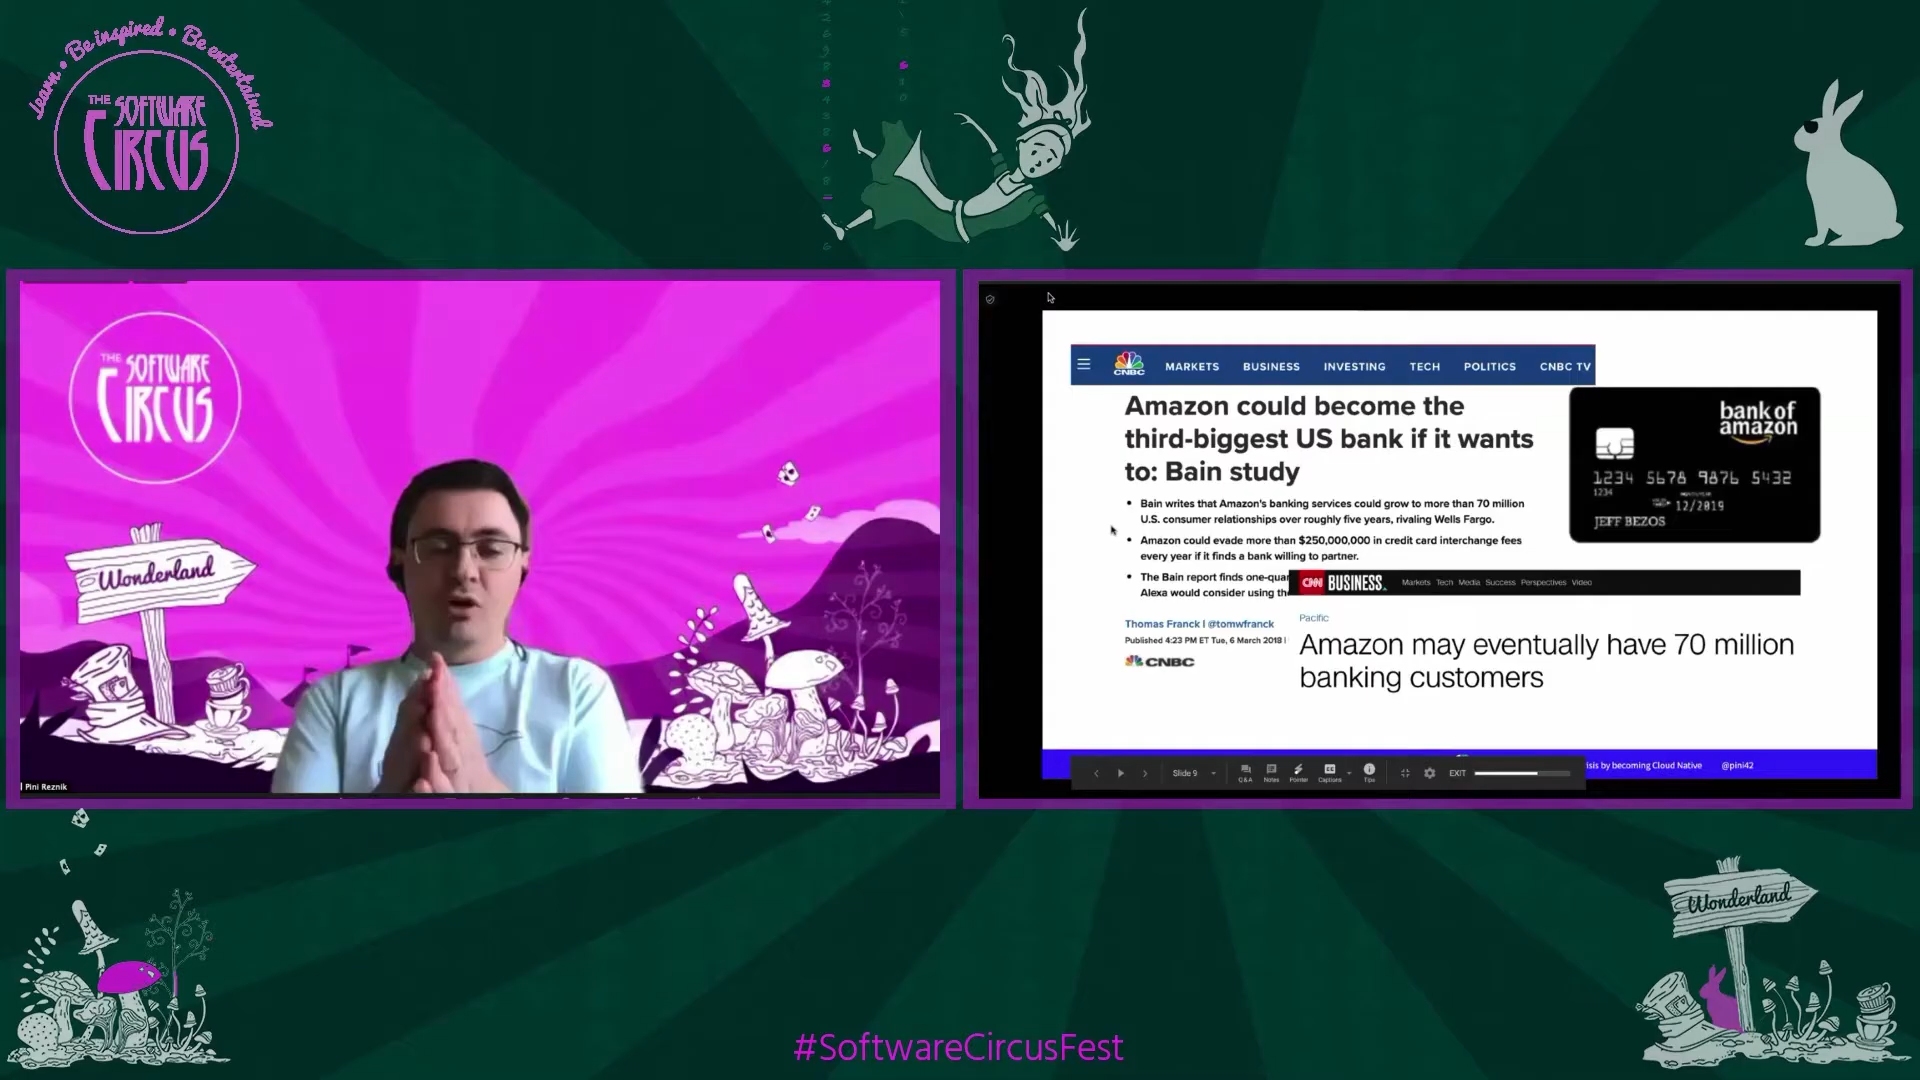 Learn • Be inspired • Be entertained
THE
SOFTWARE
CIRCUS
THE
SOFTWARE
CIRCUS
Wonderland
Pini Reznik
CNBC
MARKETS BUSINESS INVESTING TECH POLITICS CNBC TV
Amazon could become the
third-biggest US bank if it wants
to: Bain study
• Bain writes that Amazon's banking services could grow to more than 70 million
U.S. consumer relationships over roughly five years, rivaling Wells Fargo.
• Amazon could evade more than $250,000,000 in credit card interchange fees
every year if it finds a bank willing to partner.
• The Bain report finds one-quar
Alexa would consider using th
Thomas Franck | @tomwfranck
Published 4:23 PM ET Tue, 6 March 2018
CNBC
bank of
amazon
1234 5678 9876 5432
1234
12/2019
JEFF BEZOS
CNN BUSINESS
Markets Tech Media Success Perspectives Video
Pacific
Amazon may eventually have 70 million
banking customers
Slide 9
Q&A Notes Pointer Captions Tips
EXIT
isis by becoming Cloud Native @pini42
Wonderland
#SoftwareCircusFest